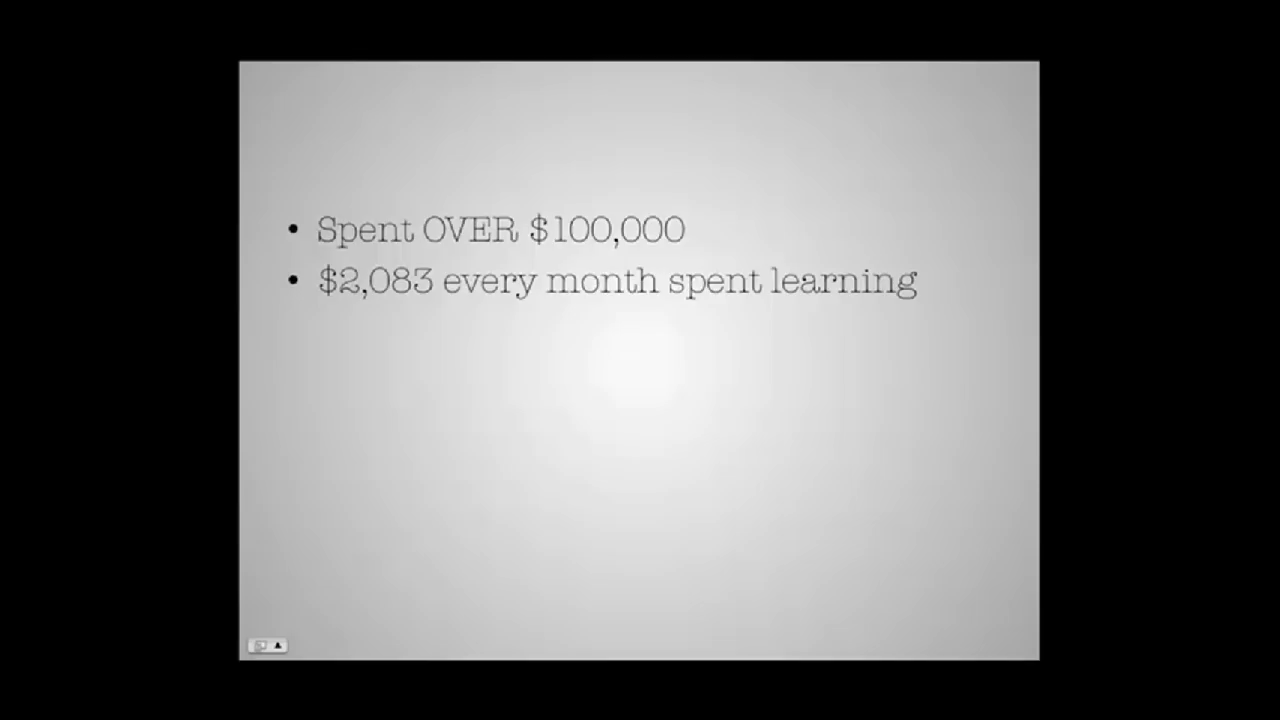 • Spent OVER $100,000
• $2,083 every month spent learning